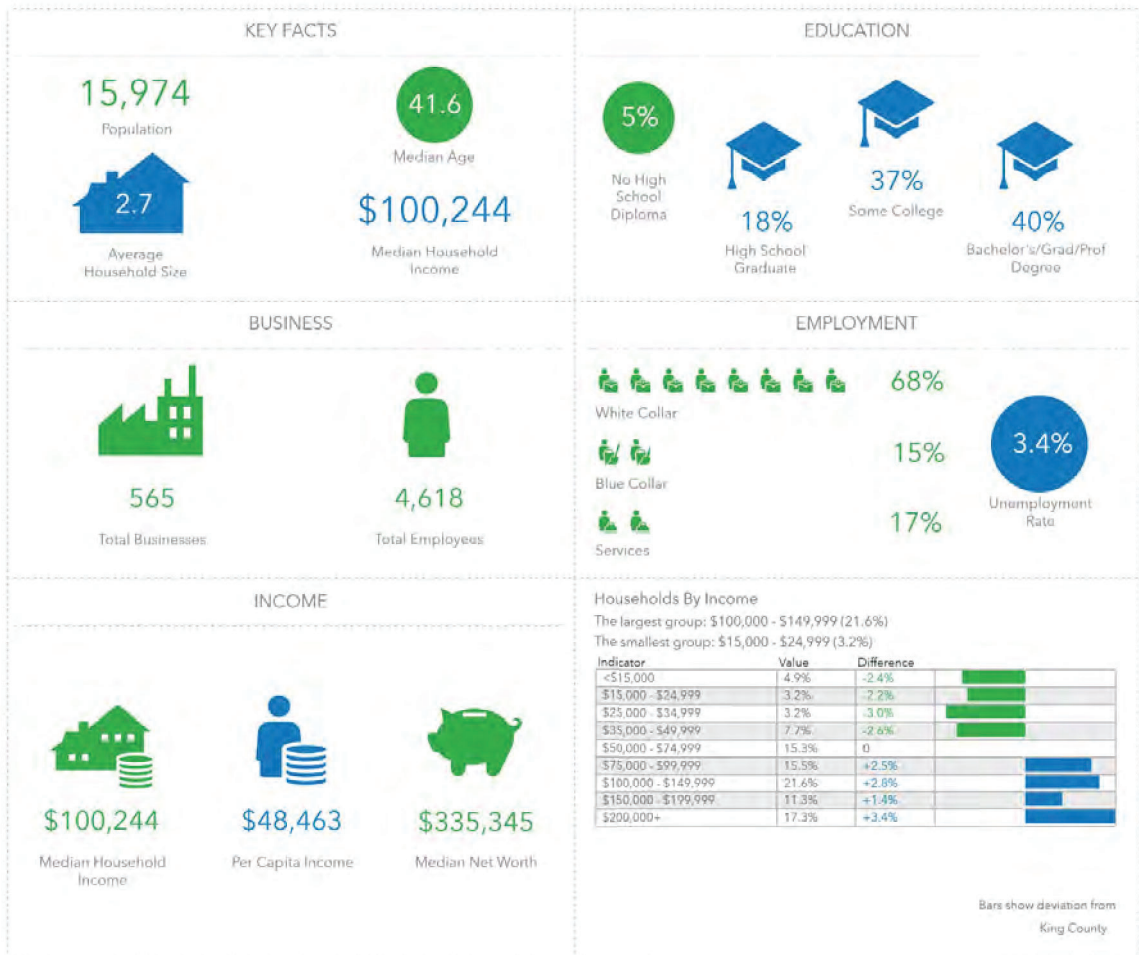 KEY FACTS
15,974
Population
41.6
Median Age
2.7
Average
Household Size
$100,244
Median Household
Income
EDUCATION
5%
No High
School
Diploma
18%
High School
Graduate
37%
Some College
40%
Bachelor's/Grad/Prof
Degree
BUSINESS
565
Total Businesses
4,618
Total Employees
EMPLOYMENT
68%
White Collar
15%
Blue Collar
17%
Services
3.4%
Unemployment
Rate
INCOME
$100,244
Median Household
Income
$48,463
Per Capita Income
$335,345
Median Net Worth
Households By Income
The largest group: $100,000 - $149,999 (21.6%)
The smallest group: $15,000 - $24,999 (3.2%)
Indicator Value Difference
<$15,000 4.9% -2.4%
$15,000 - $24,999 3.2% -2.2%
$25,000 - $34,999 3.2% -3.0%
$35,000 - $49,999 7.7% -2.6%
$50,000 - $74,999 15.3% 0
$75,000 - $99,999 15.5% +2.5%
$100,000 - $149,999 21.6% +2.8%
$150,000 - $199,999 11.3% +1.4%
$200,000+ 17.3% +3.4%
Bars show deviation from
King County